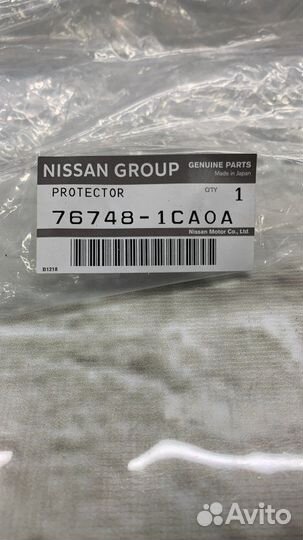 NISSAN GROUP GENUINE PARTS
Made in Japan
PROTECTOR QTY 1
76748-1CA0A
Nissan Motor Co., Ltd
B1218
Avito